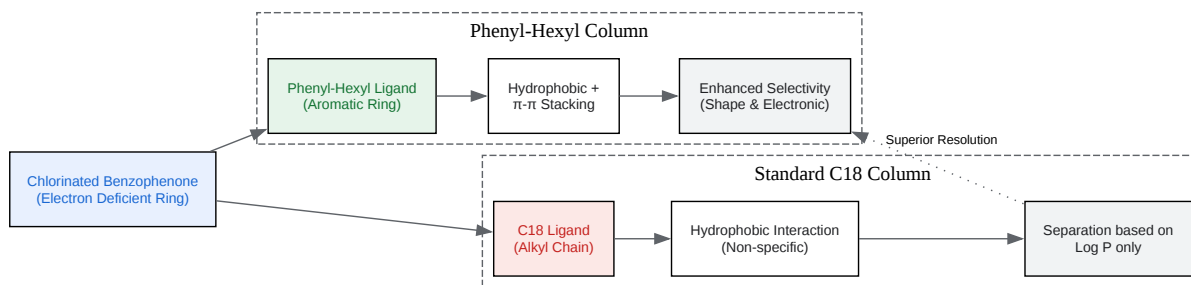 Phenyl-Hexyl Column
Phenyl-Hexyl Ligand
(Aromatic Ring)
Hydrophobic +
π-π Stacking
Enhanced Selectivity
(Shape & Electronic)
Superior Resolution
Chlorinated Benzophenone
(Electron Deficient Ring)
Standard C18 Column
C18 Ligand
(Alkyl Chain)
Hydrophobic Interaction
(Non-specific)
Separation based on
Log P only